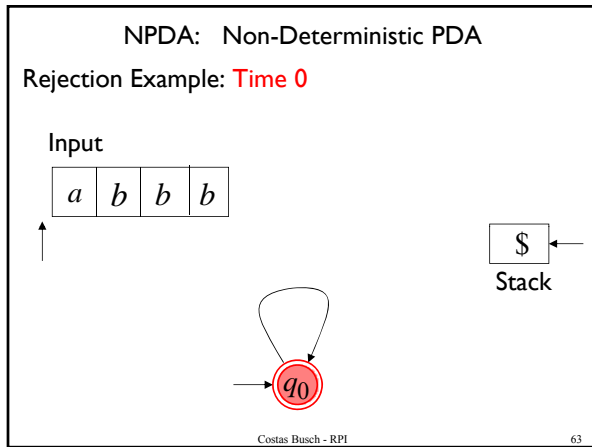 NPDA: Non-Deterministic PDA
Rejection Example: Time 0
Input
a b b b
$
Stack
q0
Costas Busch - RPI 63